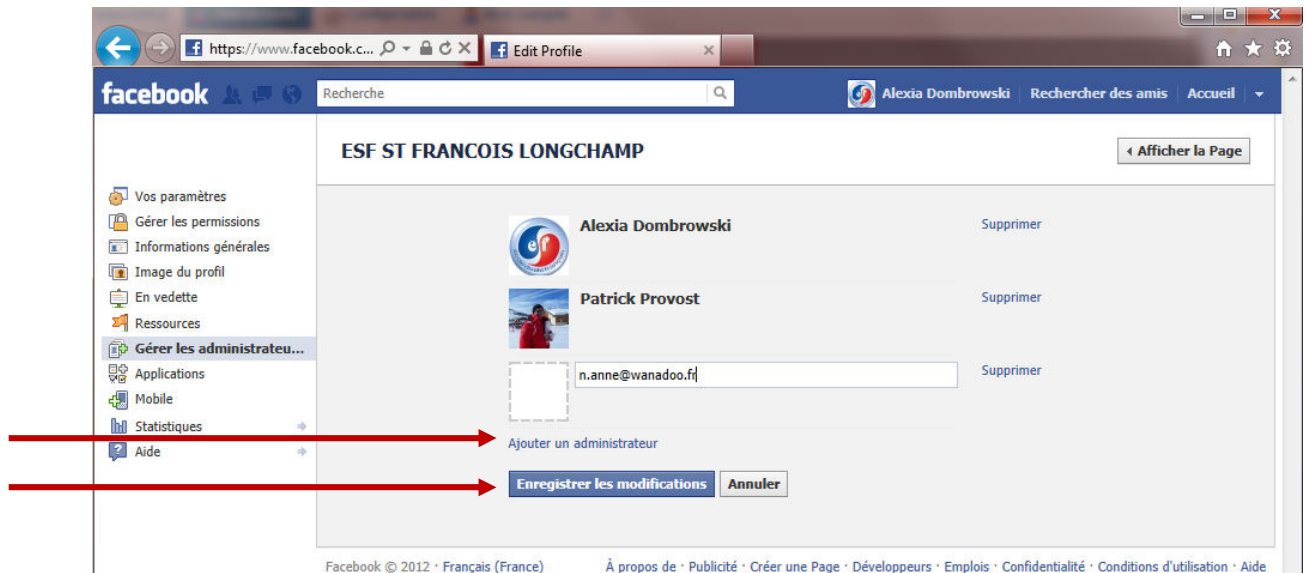 https://www.facebook.c...
Edit Profile
facebook
Recherche
Alexia Dombrowski
Rechercher des amis
Accueil
ESF ST FRANCOIS LONGCHAMP
Afficher la Page
Vos paramètres
Gérer les permissions
Informations générales
Image du profil
En vedette
Ressources
Gérer les administrateu...
Applications
Mobile
Statistiques
Aide
Alexia Dombrowski
Supprimer
Patrick Provost
Supprimer
n.anne@wanadoo.fr
Supprimer
Ajouter un administrateur
Enregistrer les modifications
Annuler
Facebook © 2012 · Français (France)
À propos de · Publicité · Créer une Page · Développeurs · Emplois · Confidentialité · Conditions d'utilisation · Aide